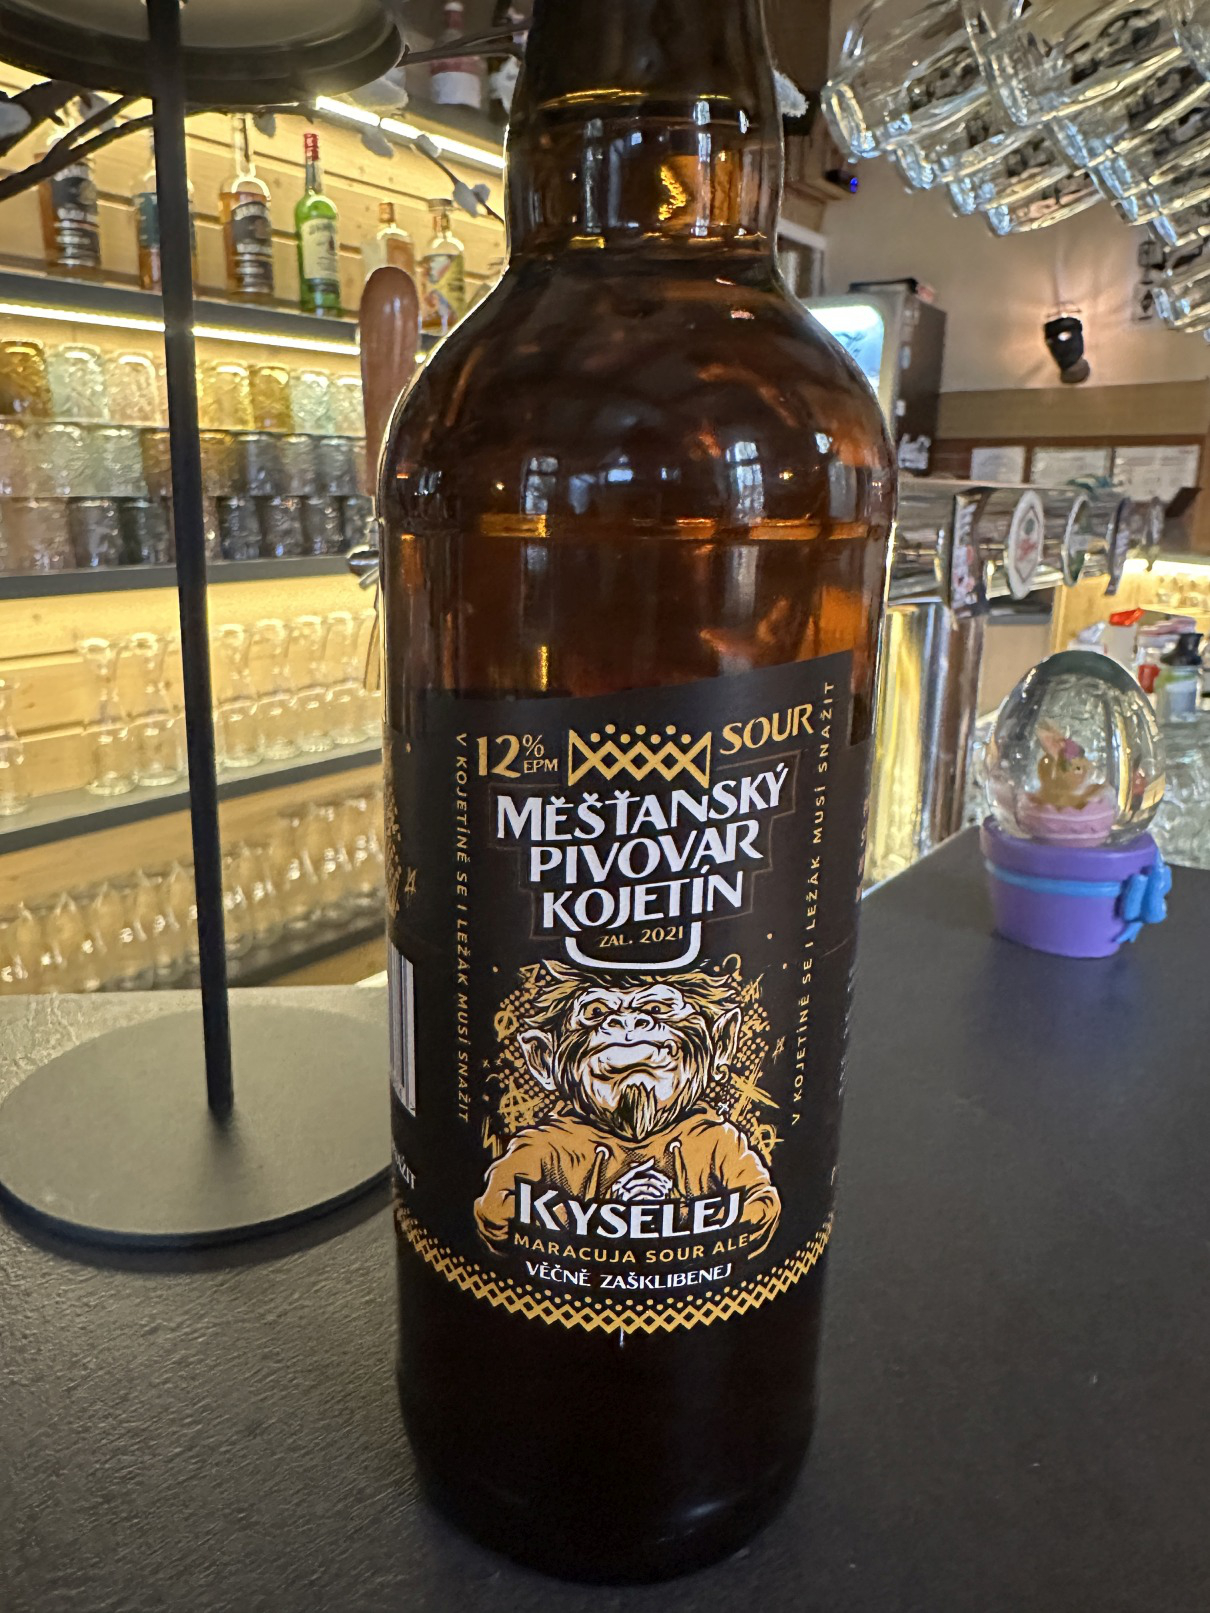 12%
EPM
SOUR
MĚŠŤANSKÝ
PIVOVAR
KOJETÍN
ZAL. 2021
V KOJETÍNĚ SE I LEŽÁK MUSÍ SNAŽIT
V KOJETÍNĚ SE I LEŽÁK MUSÍ SNAŽIT
KYSELEJ
MARACUJA SOUR ALE
VĚČNĚ ZAŠKLIBENEJ